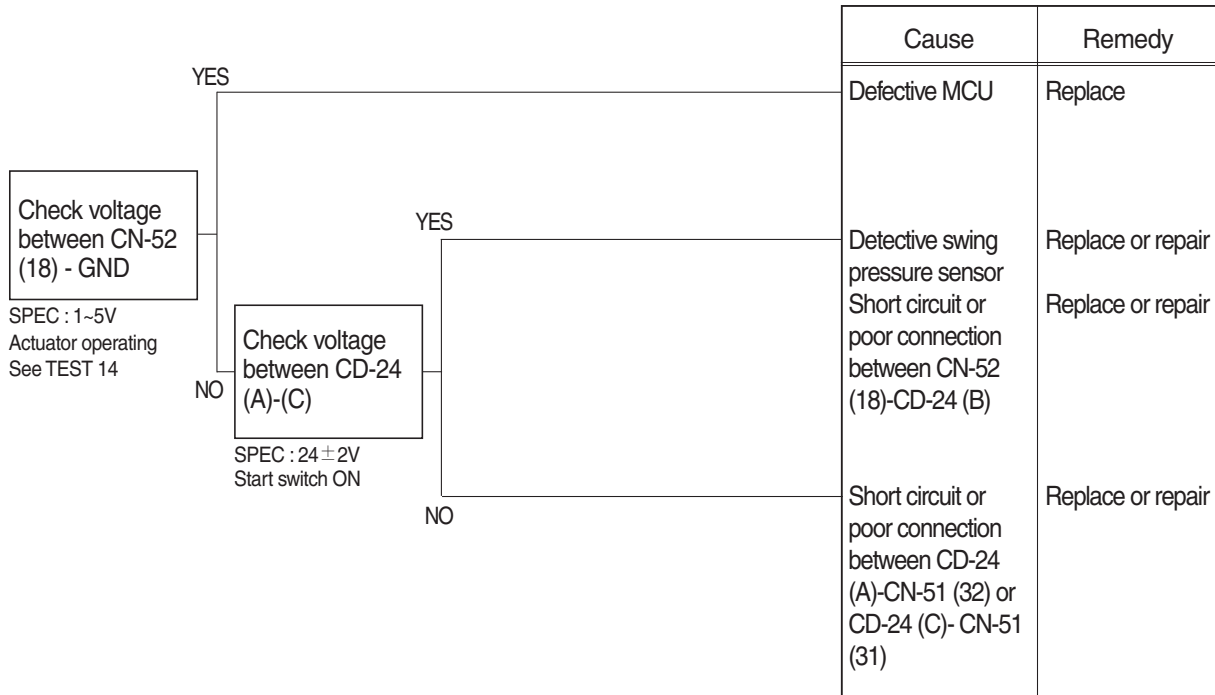 Cause
Remedy
YES
Defective MCU
Replace
Check voltage
between CN-52
(18) - GND
SPEC : 1~5V
Actuator operating
See TEST 14
YES
Detective swing
pressure sensor
Replace or repair
NO
Check voltage
between CD-24
(A)-(C)
SPEC : 24±2V
Start switch ON
Short circuit or
poor connection
between CN-52
(18)-CD-24 (B)
Replace or repair
NO
Short circuit or
poor connection
between CD-24
(A)-CN-51 (32) or
CD-24 (C)- CN-51
(31)
Replace or repair